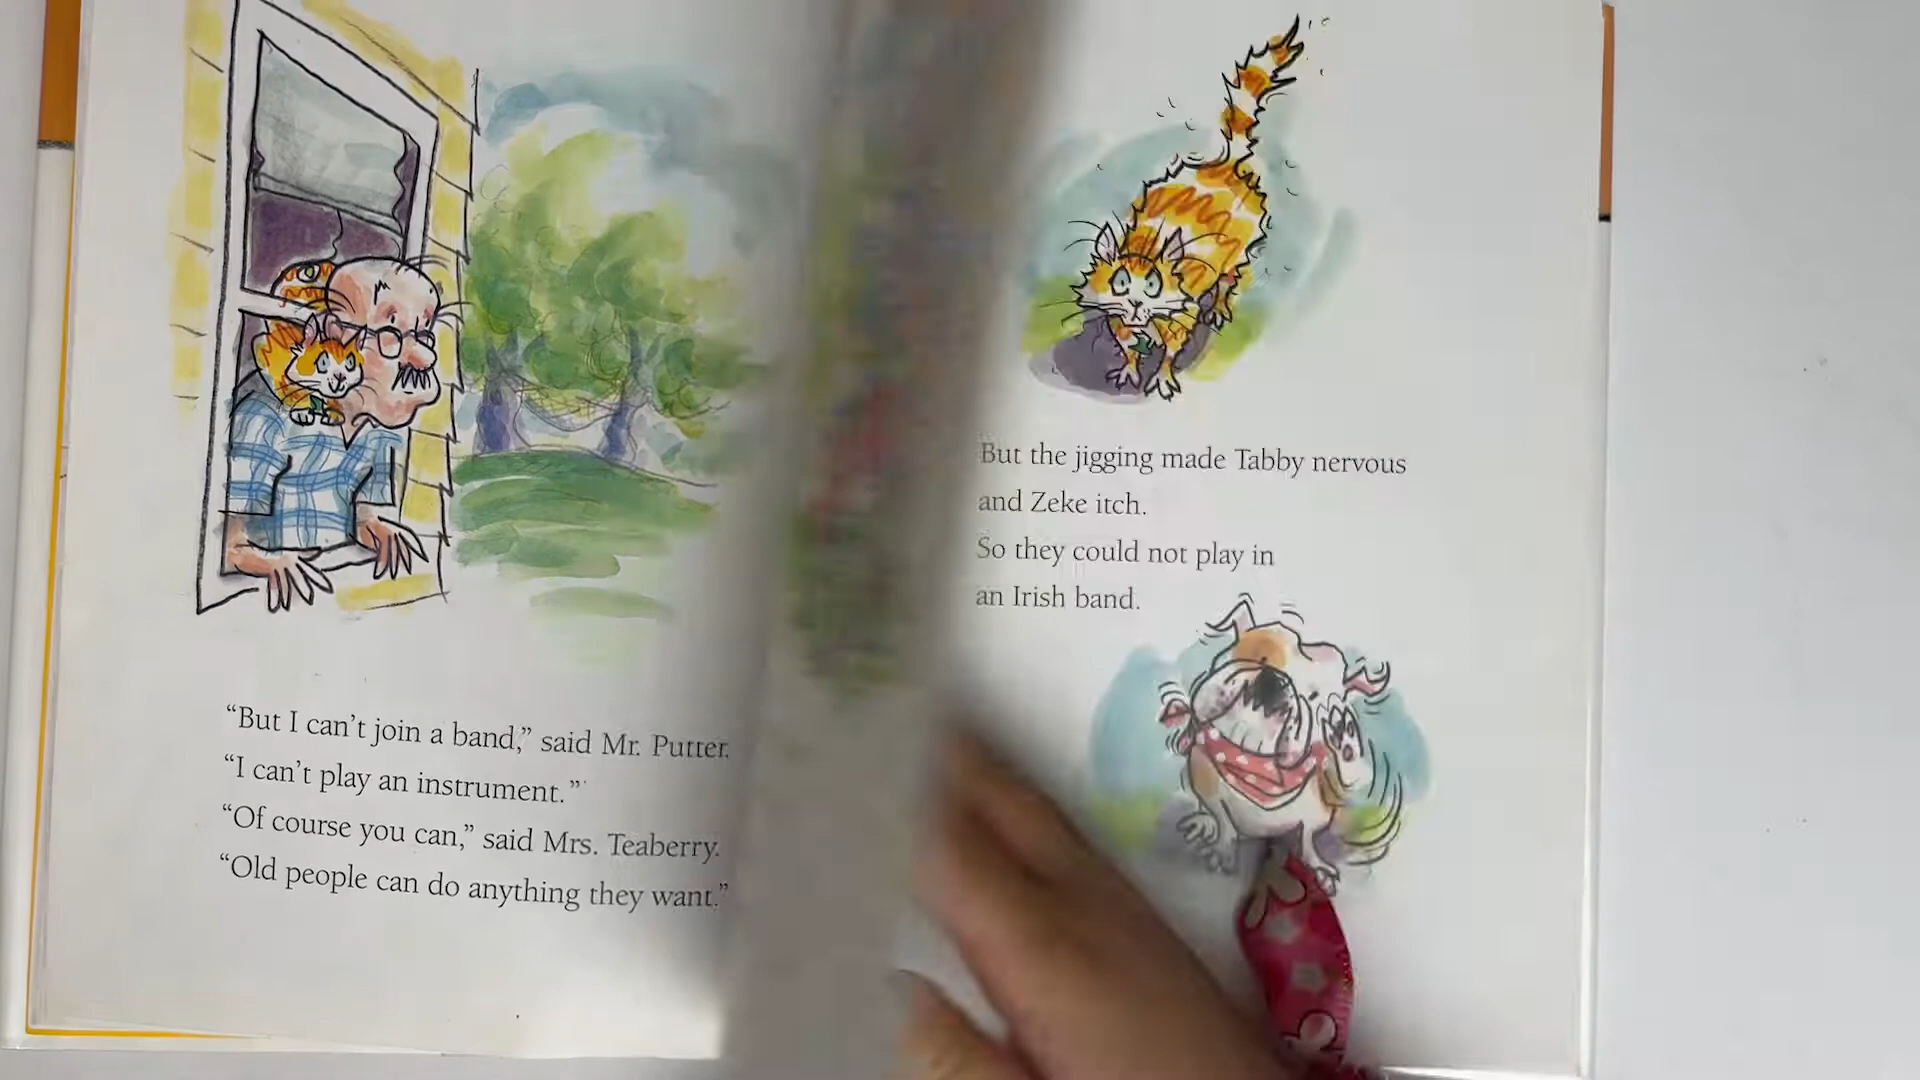 “But I can’t join a band,” said Mr. Putter.
“I can’t play an instrument.”
“Of course you can,” said Mrs. Teaberry.
“Old people can do anything they want.”
But the jigging made Tabby nervous
and Zeke itch.
So they could not play in
an Irish band.